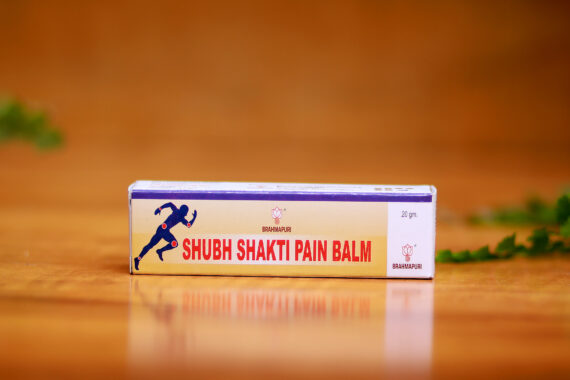 BRAHMAPURI
SHUBH SHAKTI PAIN BALM
20 gm.
BRAHMAPURI